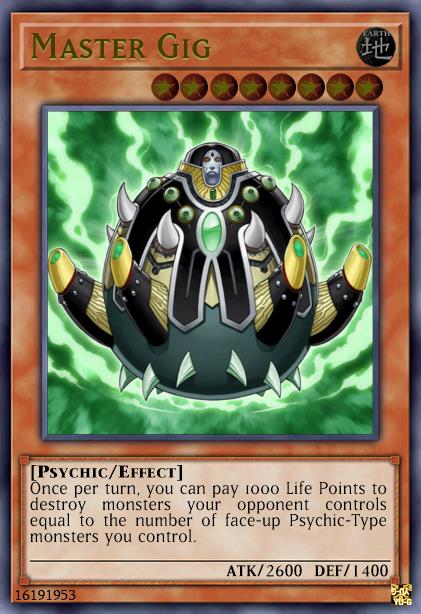 MASTER GIG
EARTH
地
[PSYCHIC/EFFECT]
Once per turn, you can pay 1000 Life Points to
destroy monsters your opponent controls
equal to the number of face-up Psychic-Type
monsters you control.
ATK/2600 DEF/1400
16191953